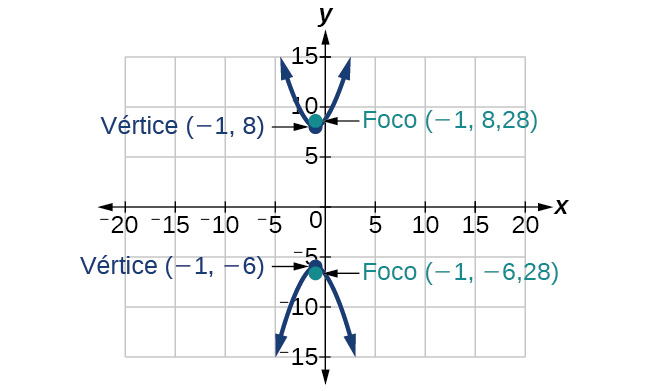 y
15
10
Vértice (−1, 8)
Foco (−1, 8,28)
5
x
−20 −15 −10 −5 0 5 10 15 20
−5
Vértice (−1, −6)
Foco (−1, −6,28)
−10
−15